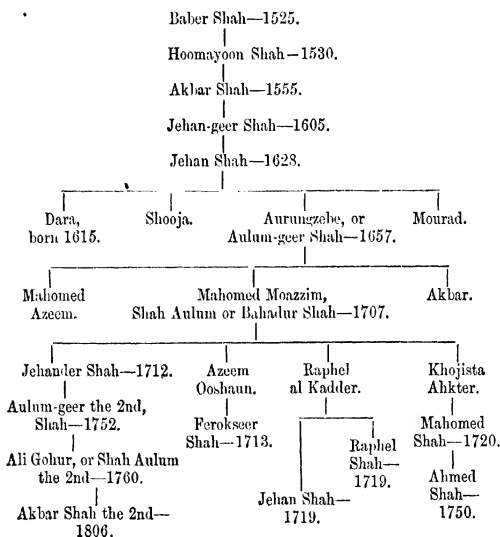 Baber Shah—1525.
Hoomayoon Shah—1530.
Akbar Shah—1555.
Jehan-geer Shah—1605.
Jehan Shah—1628.
Dara,
born 1615.
Shooja.
Aurungzebe, or
Aulum-geer Shah—1657.
Mourad.
Mahomed
Azeem.
Mahomed Moazzim,
Shah Aulum or Bahadur Shah—1707.
Akbar.
Jehander Shah—1712.
Aulum-geer the 2nd,
Shah—1752.
Ali Gohur, or Shah Aulum
the 2nd—1760.
Akbar Shah the 2nd—
1806.
Azeem
Ooshaun.
Ferokseer
Shah—1713.
Raphel
al Kadder.
Jehan Shah—
1719.
Raphel
Shah—
1719.
Khojista
Ahkter.
Mahomed
Shah—1720.
Ahmed
Shah—
1750.